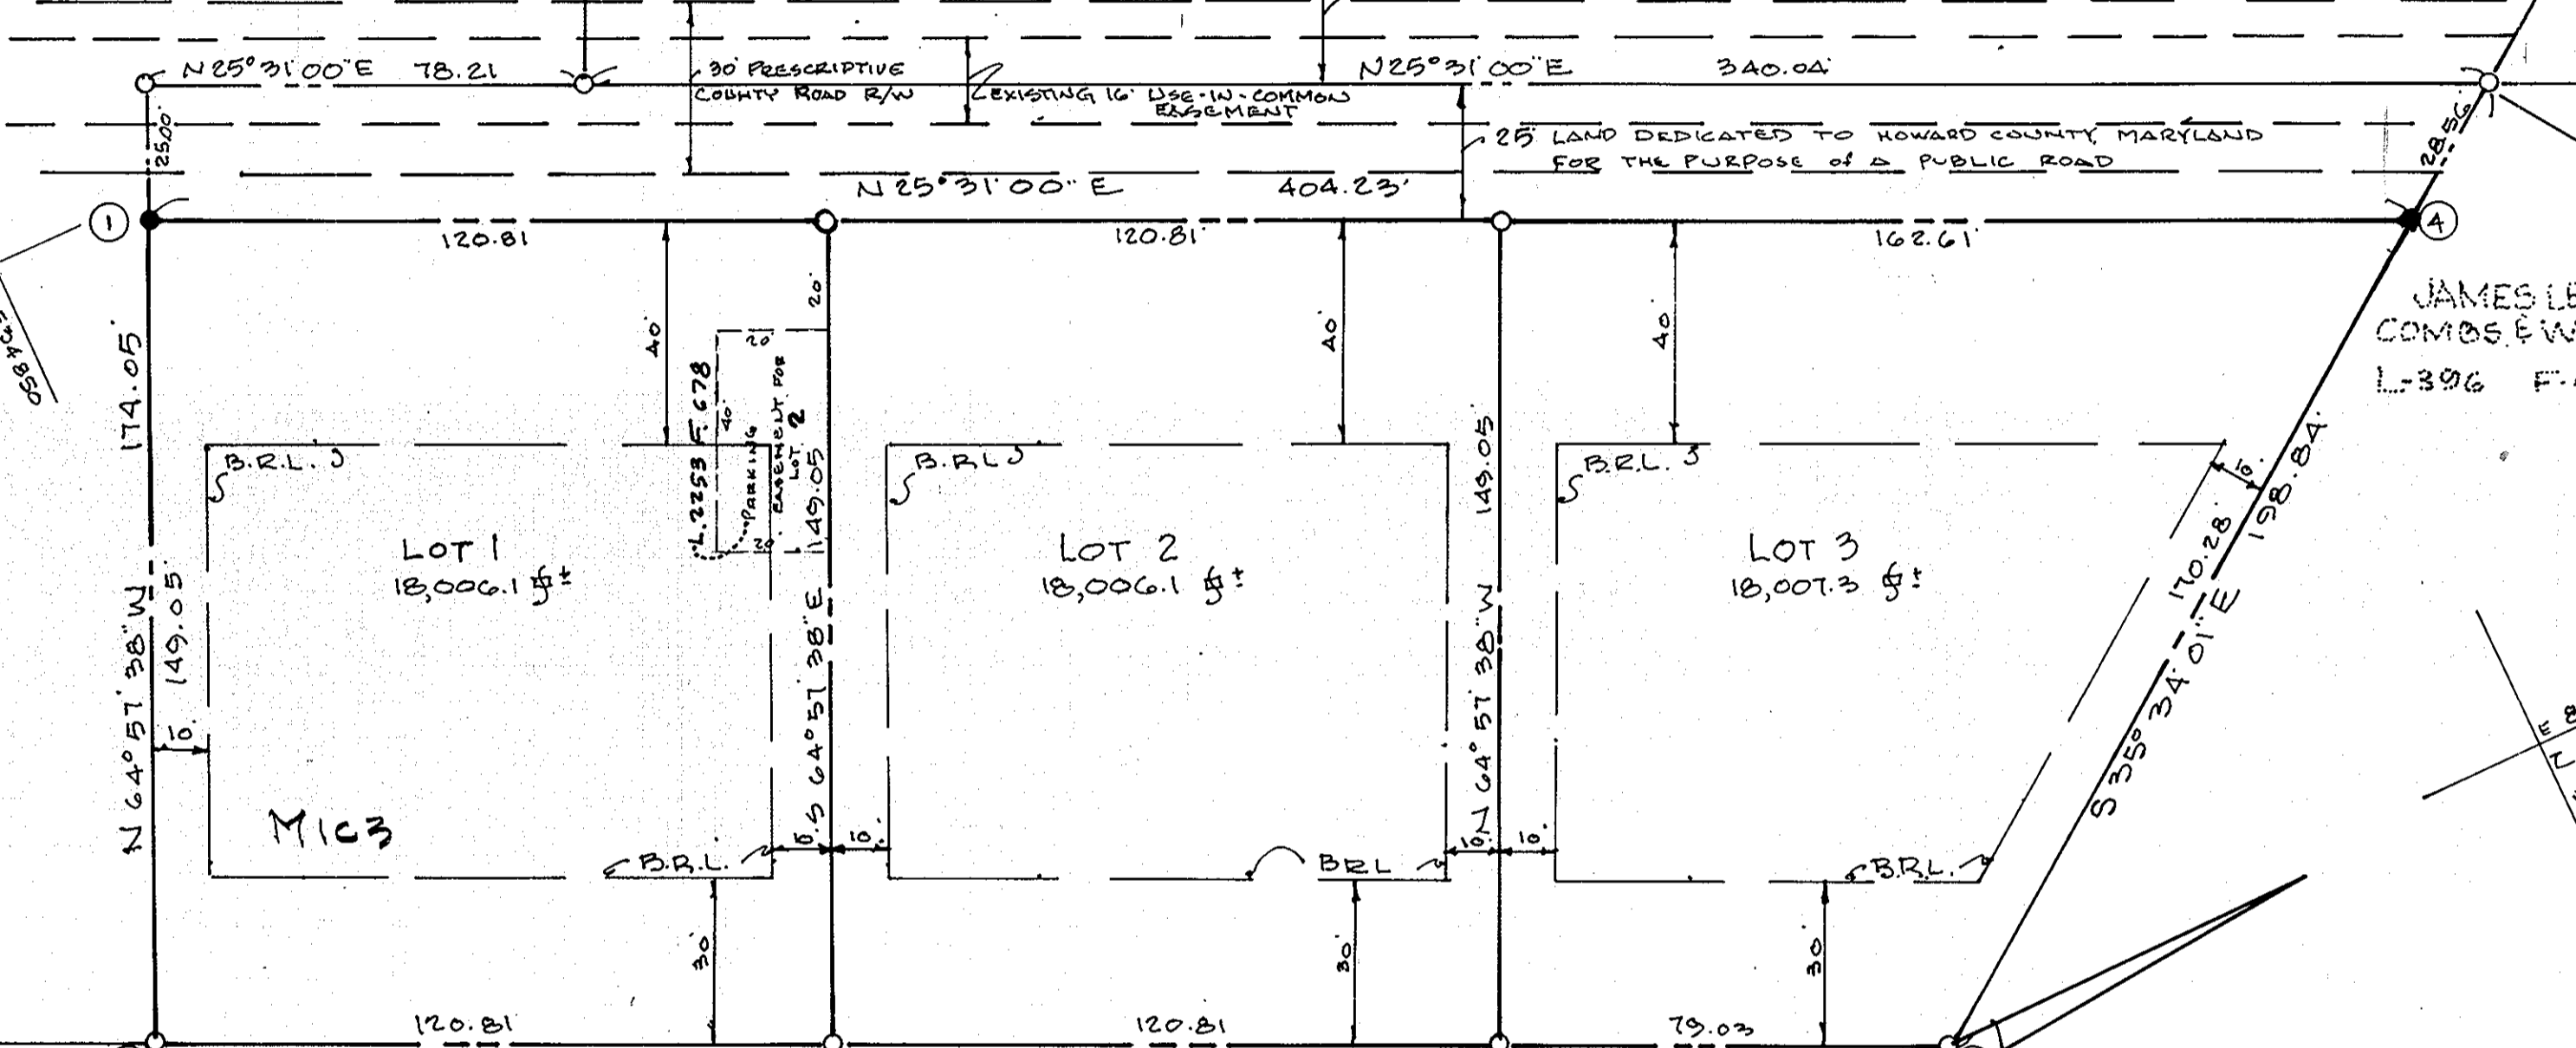 N25°31'00"E 78.21
30' PRESCRIPTIVE
COUNTY ROAD R/W
EXISTING 16' USE-IN-COMMON
EASEMENT
N25°31'00"E 340.04'
25.00'
25' LAND DEDICATED TO HOWARD COUNTY, MARYLAND
FOR THE PURPOSE of A PUBLIC ROAD
28.56'
N25°31'00"E 404.23'
1
4
120.81
120.81'
162.61'
174.05'
40'
20'
20'
40'
L.2253 F.678
PARKING
EASEMENT FOR
LOT 2
20'
149.05
40'
149.05'
40'
JAMES LE
COMBS, & W
L-396 F-
B.R.L.
B.R.L.
B.R.L.
10'
198.84'
170.28'
LOT 1
18,006.1 sf±
LOT 2
18,006.1 sf±
LOT 3
18,007.3 sf±
N 64°57'38"W
149.05'
S 64°57'38"E
N 64°57'38"W
S 35°34'01"E
10'
M1C3
B.R.L.
10'
10'
BRL
10'
10'
B.R.L.
30'
30'
30'
120.81'
120.81
79.03
E 8